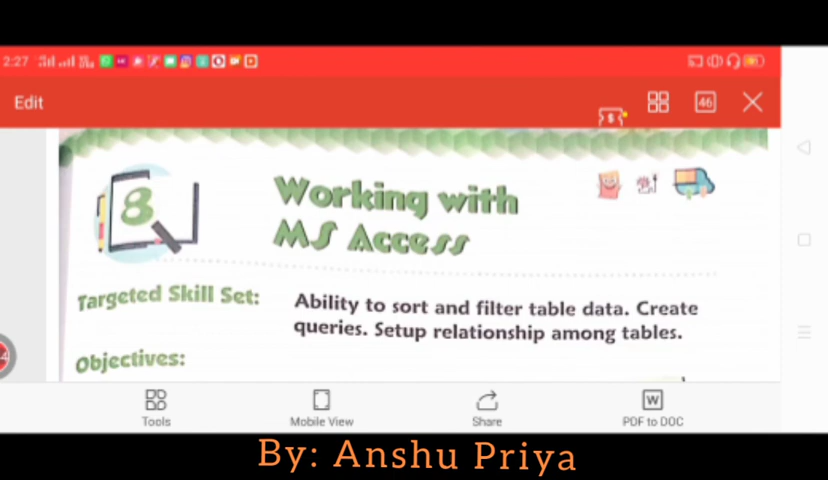 2:27
Edit
46
8
Working with
MS Access
Targeted Skill Set:
Ability to sort and filter table data. Create
queries. Setup relationship among tables.
Objectives:
Tools
Mobile View
Share
W
PDF to DOC
By: Anshu Priya